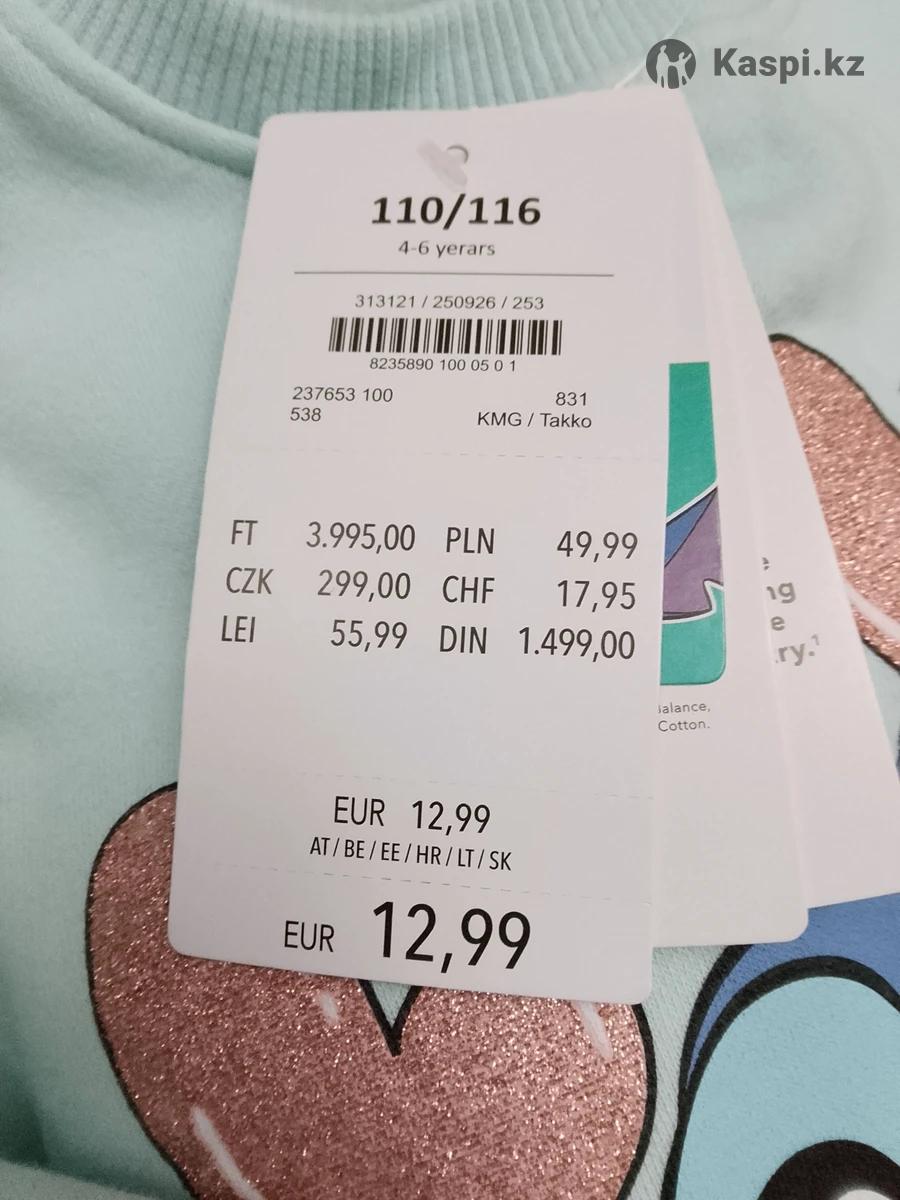 Kaspi.kz
110/116
4-6 yerars
313121 / 250926 / 253
8235890 100 05 0 1
237653 100 831
538 KMG / Takko
FT 3.995,00 PLN 49,99
CZK 299,00 CHF 17,95
LEI 55,99 DIN 1.499,00
EUR 12,99
AT / BE / EE / HR / LT / SK
EUR 12,99
Cotton.